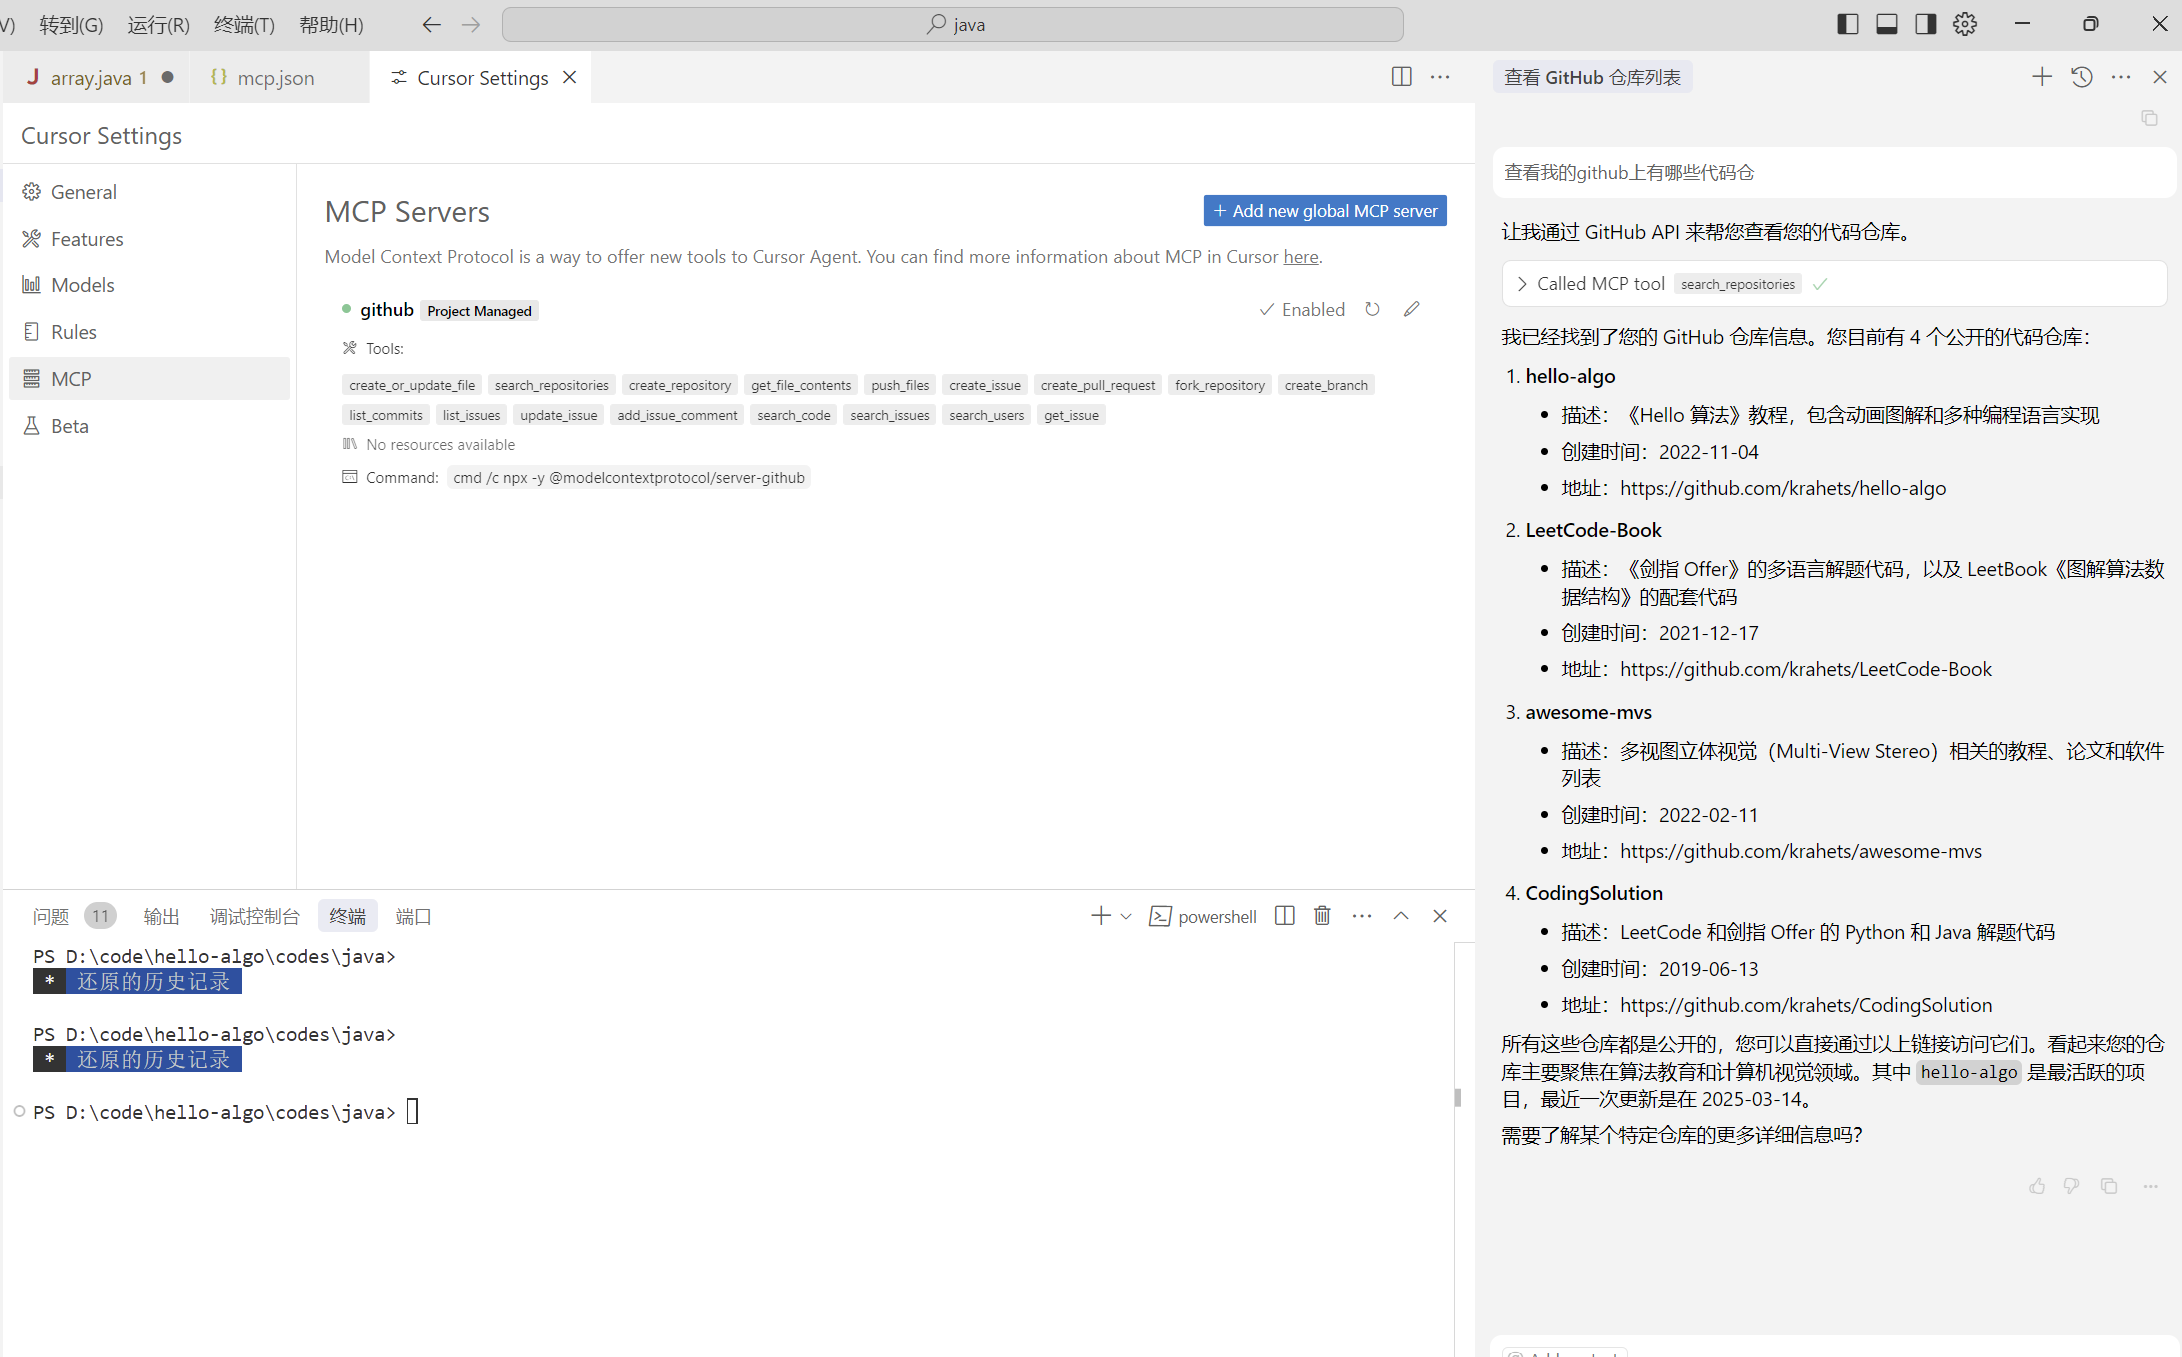 V) 转到(G) 运行(R) 终端(T) 帮助(H)
java
array.java 1
mcp.json
Cursor Settings
Cursor Settings
General
Features
Models
Rules
MCP
Beta
MCP Servers
+ Add new global MCP server
Model Context Protocol is a way to offer new tools to Cursor Agent. You can find more information about MCP in Cursor here.
github Project Managed
Enabled
Tools:
create_or_update_file search_repositories create_repository get_file_contents push_files create_issue create_pull_request fork_repository create_branch
list_commits list_issues update_issue add_issue_comment search_code search_issues search_users get_issue
No resources available
Command: cmd /c npx -y @modelcontextprotocol/server-github
问题 11 输出 调试控制台 终端 端口
powershell
PS D:\code\hello-algo\codes\java>
* 还原的历史记录
PS D:\code\hello-algo\codes\java>
* 还原的历史记录
PS D:\code\hello-algo\codes\java>
查看 GitHub 仓库列表
查看我的github上有哪些代码仓
让我通过 GitHub API 来帮您查看您的代码仓库。
Called MCP tool search_repositories
我已经找到了您的 GitHub 仓库信息。您目前有 4 个公开的代码仓库：
1. hello-algo
• 描述：《Hello 算法》教程，包含动画图解和多种编程语言实现
• 创建时间：2022-11-04
• 地址：https://github.com/krahets/hello-algo
2. LeetCode-Book
• 描述：《剑指 Offer》的多语言解题代码，以及 LeetBook《图解算法数
据结构》的配套代码
• 创建时间：2021-12-17
• 地址：https://github.com/krahets/LeetCode-Book
3. awesome-mvs
• 描述：多视图立体视觉（Multi-View Stereo）相关的教程、论文和软件
列表
• 创建时间：2022-02-11
• 地址：https://github.com/krahets/awesome-mvs
4. CodingSolution
• 描述：LeetCode 和剑指 Offer 的 Python 和 Java 解题代码
• 创建时间：2019-06-13
• 地址：https://github.com/krahets/CodingSolution
所有这些仓库都是公开的，您可以直接通过以上链接访问它们。看起来您的仓
库主要聚焦在算法教育和计算机视觉领域。其中 hello-algo 是最活跃的项
目，最近一次更新是在 2025-03-14。
需要了解某个特定仓库的更多详细信息吗？